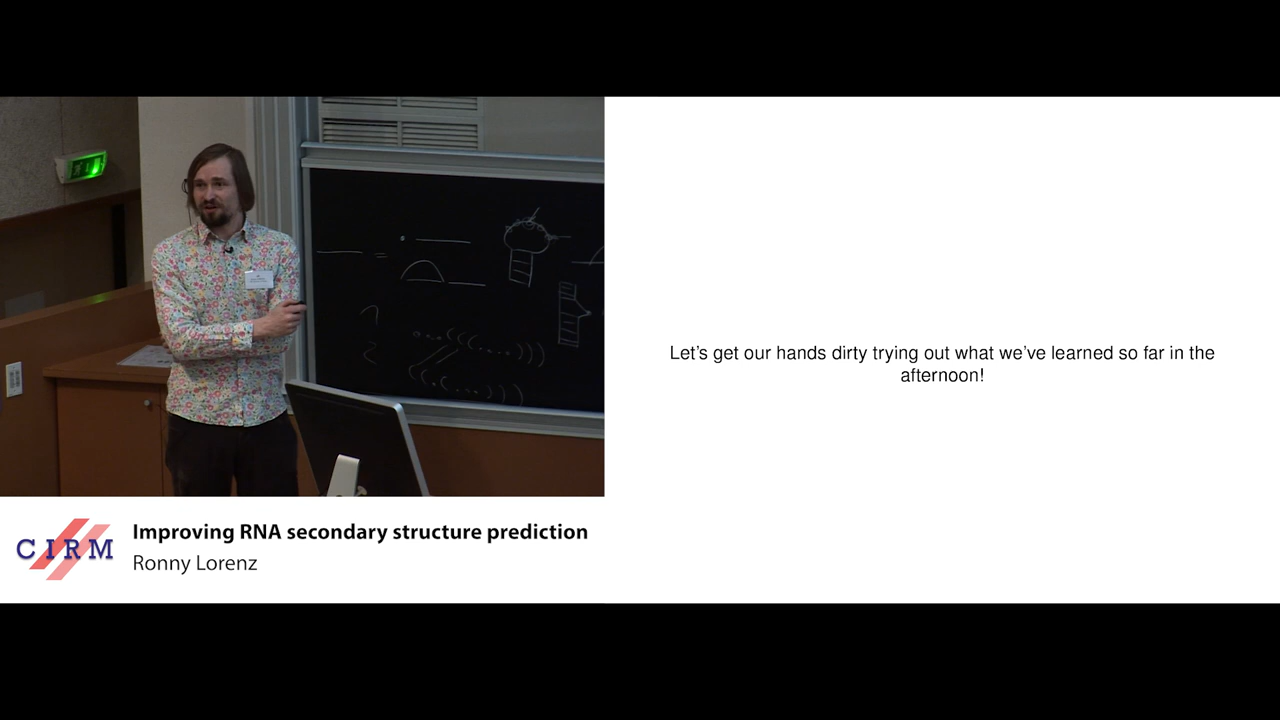 Let's get our hands dirty trying out what we've learned so far in the
afternoon!
CIRM
Improving RNA secondary structure prediction
Ronny Lorenz